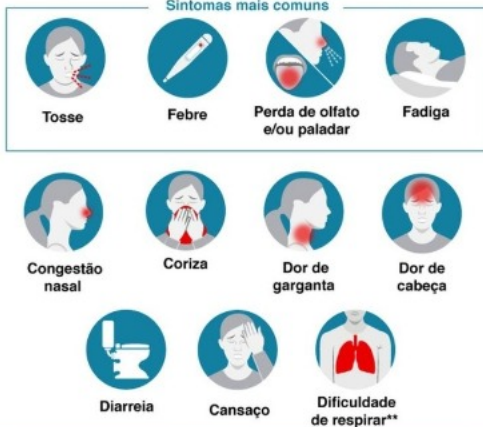 Sintomas mais comuns
Tosse
Febre
Perda de olfato
e/ou paladar
Fadiga
Congestão
nasal
Coriza
Dor de
garganta
Dor de
cabeça
Diarreia
Cansaço
Dificuldade
de respirar**